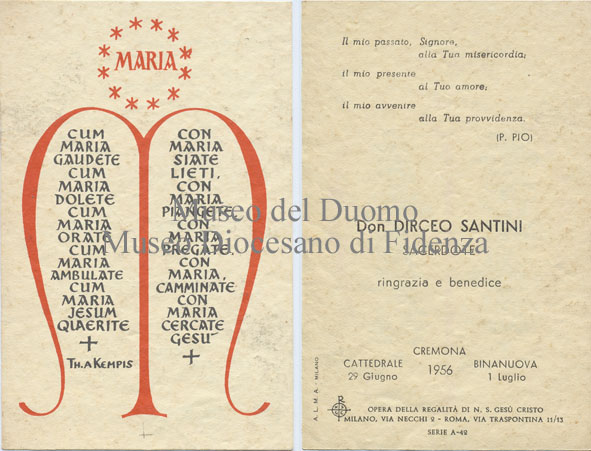 MARIA
CUM
MARIA
GAUDETE
CUM
MARIA
DOLETE
CUM
MARIA
ORATE
CUM
MARIA
AMBULATE
CUM
MARIA
JESUM
QUAERITE
TH. A KEMPIS
CON
MARIA
SIATE
LIETI,
CON
MARIA
PIANGETE,
CON
MARIA
PREGATE,
CON
MARIA,
CAMMINATE
CON
MARIA
CERCATE
GESÙ
Il mio passato, Signore,
alla Tua misericordia;
il mio presente
al Tuo amore;
il mio avvenire
alla Tua provvidenza.
(P. PIO)
Museo del Duomo
Museo Diocesano di Fidenza
Don DIRCEO SANTINI
SACERDOTE
ringrazia e benedice
CREMONA
CATTEDRALE 1956 BINANUOVA
29 Giugno 1 Luglio
A.L.M.A. - MILANO
OPERA DELLA REGALITÀ DI N. S. GESÙ CRISTO
MILANO, VIA NECCHI 2 - ROMA, VIA TRASPONTINA 11/13
SERIE A-42